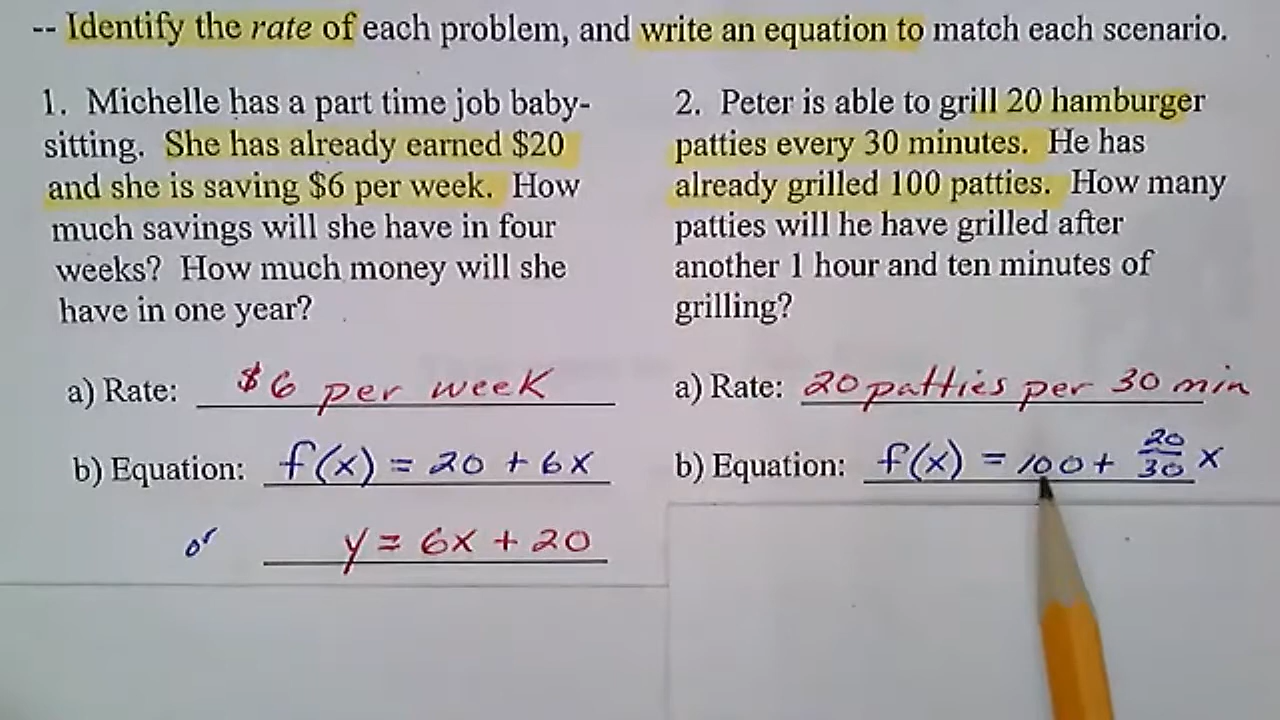 -- Identify the rate of each problem, and write an equation to match each scenario.
1. Michelle has a part time job baby-
sitting. She has already earned $20
and she is saving $6 per week. How
much savings will she have in four
weeks? How much money will she
have in one year?
a) Rate: $6 per week
b) Equation: f(x) = 20 + 6x
or y = 6x + 20
2. Peter is able to grill 20 hamburger
patties every 30 minutes. He has
already grilled 100 patties. How many
patties will he have grilled after
another 1 hour and ten minutes of
grilling?
a) Rate: 20 patties per 30 min
b) Equation: f(x) = 100 + 20/30 x